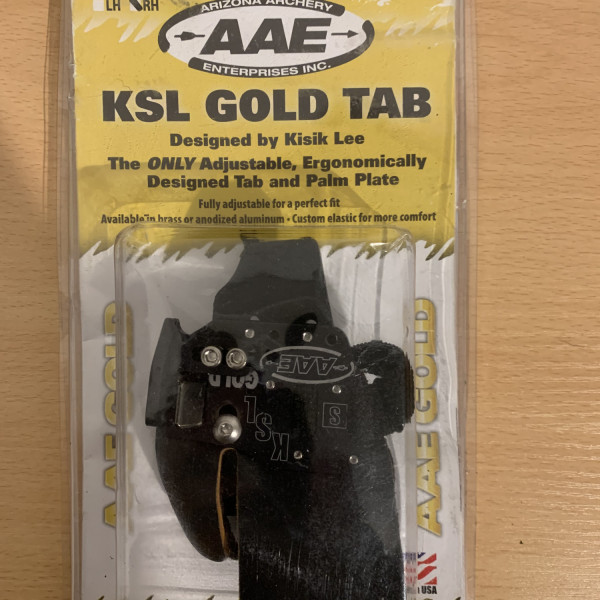 LH RH
ARIZONA ARCHERY
AAE
ENTERPRISES INC.
KSL GOLD TAB
Designed by Kisik Lee
The ONLY Adjustable, Ergonomically
Designed Tab and Palm Plate
Fully adjustable for a perfect fit
Available in brass or anodized aluminum • Custom elastic for more comfort
AAE GOLD
AAE
GOLD
KSL
S
AAE GOLD
USA